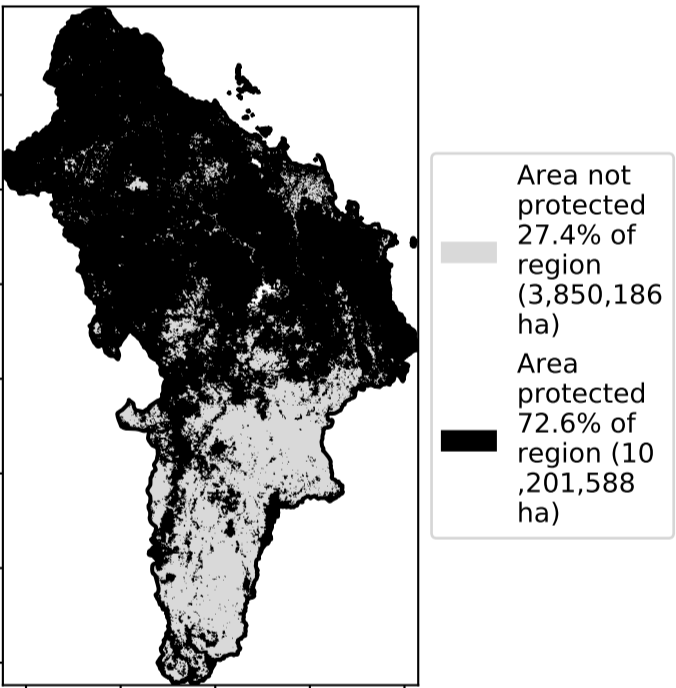 Area not
protected
27.4% of
region
(3,850,186
ha)
Area
protected
72.6% of
region (10
,201,588
ha)